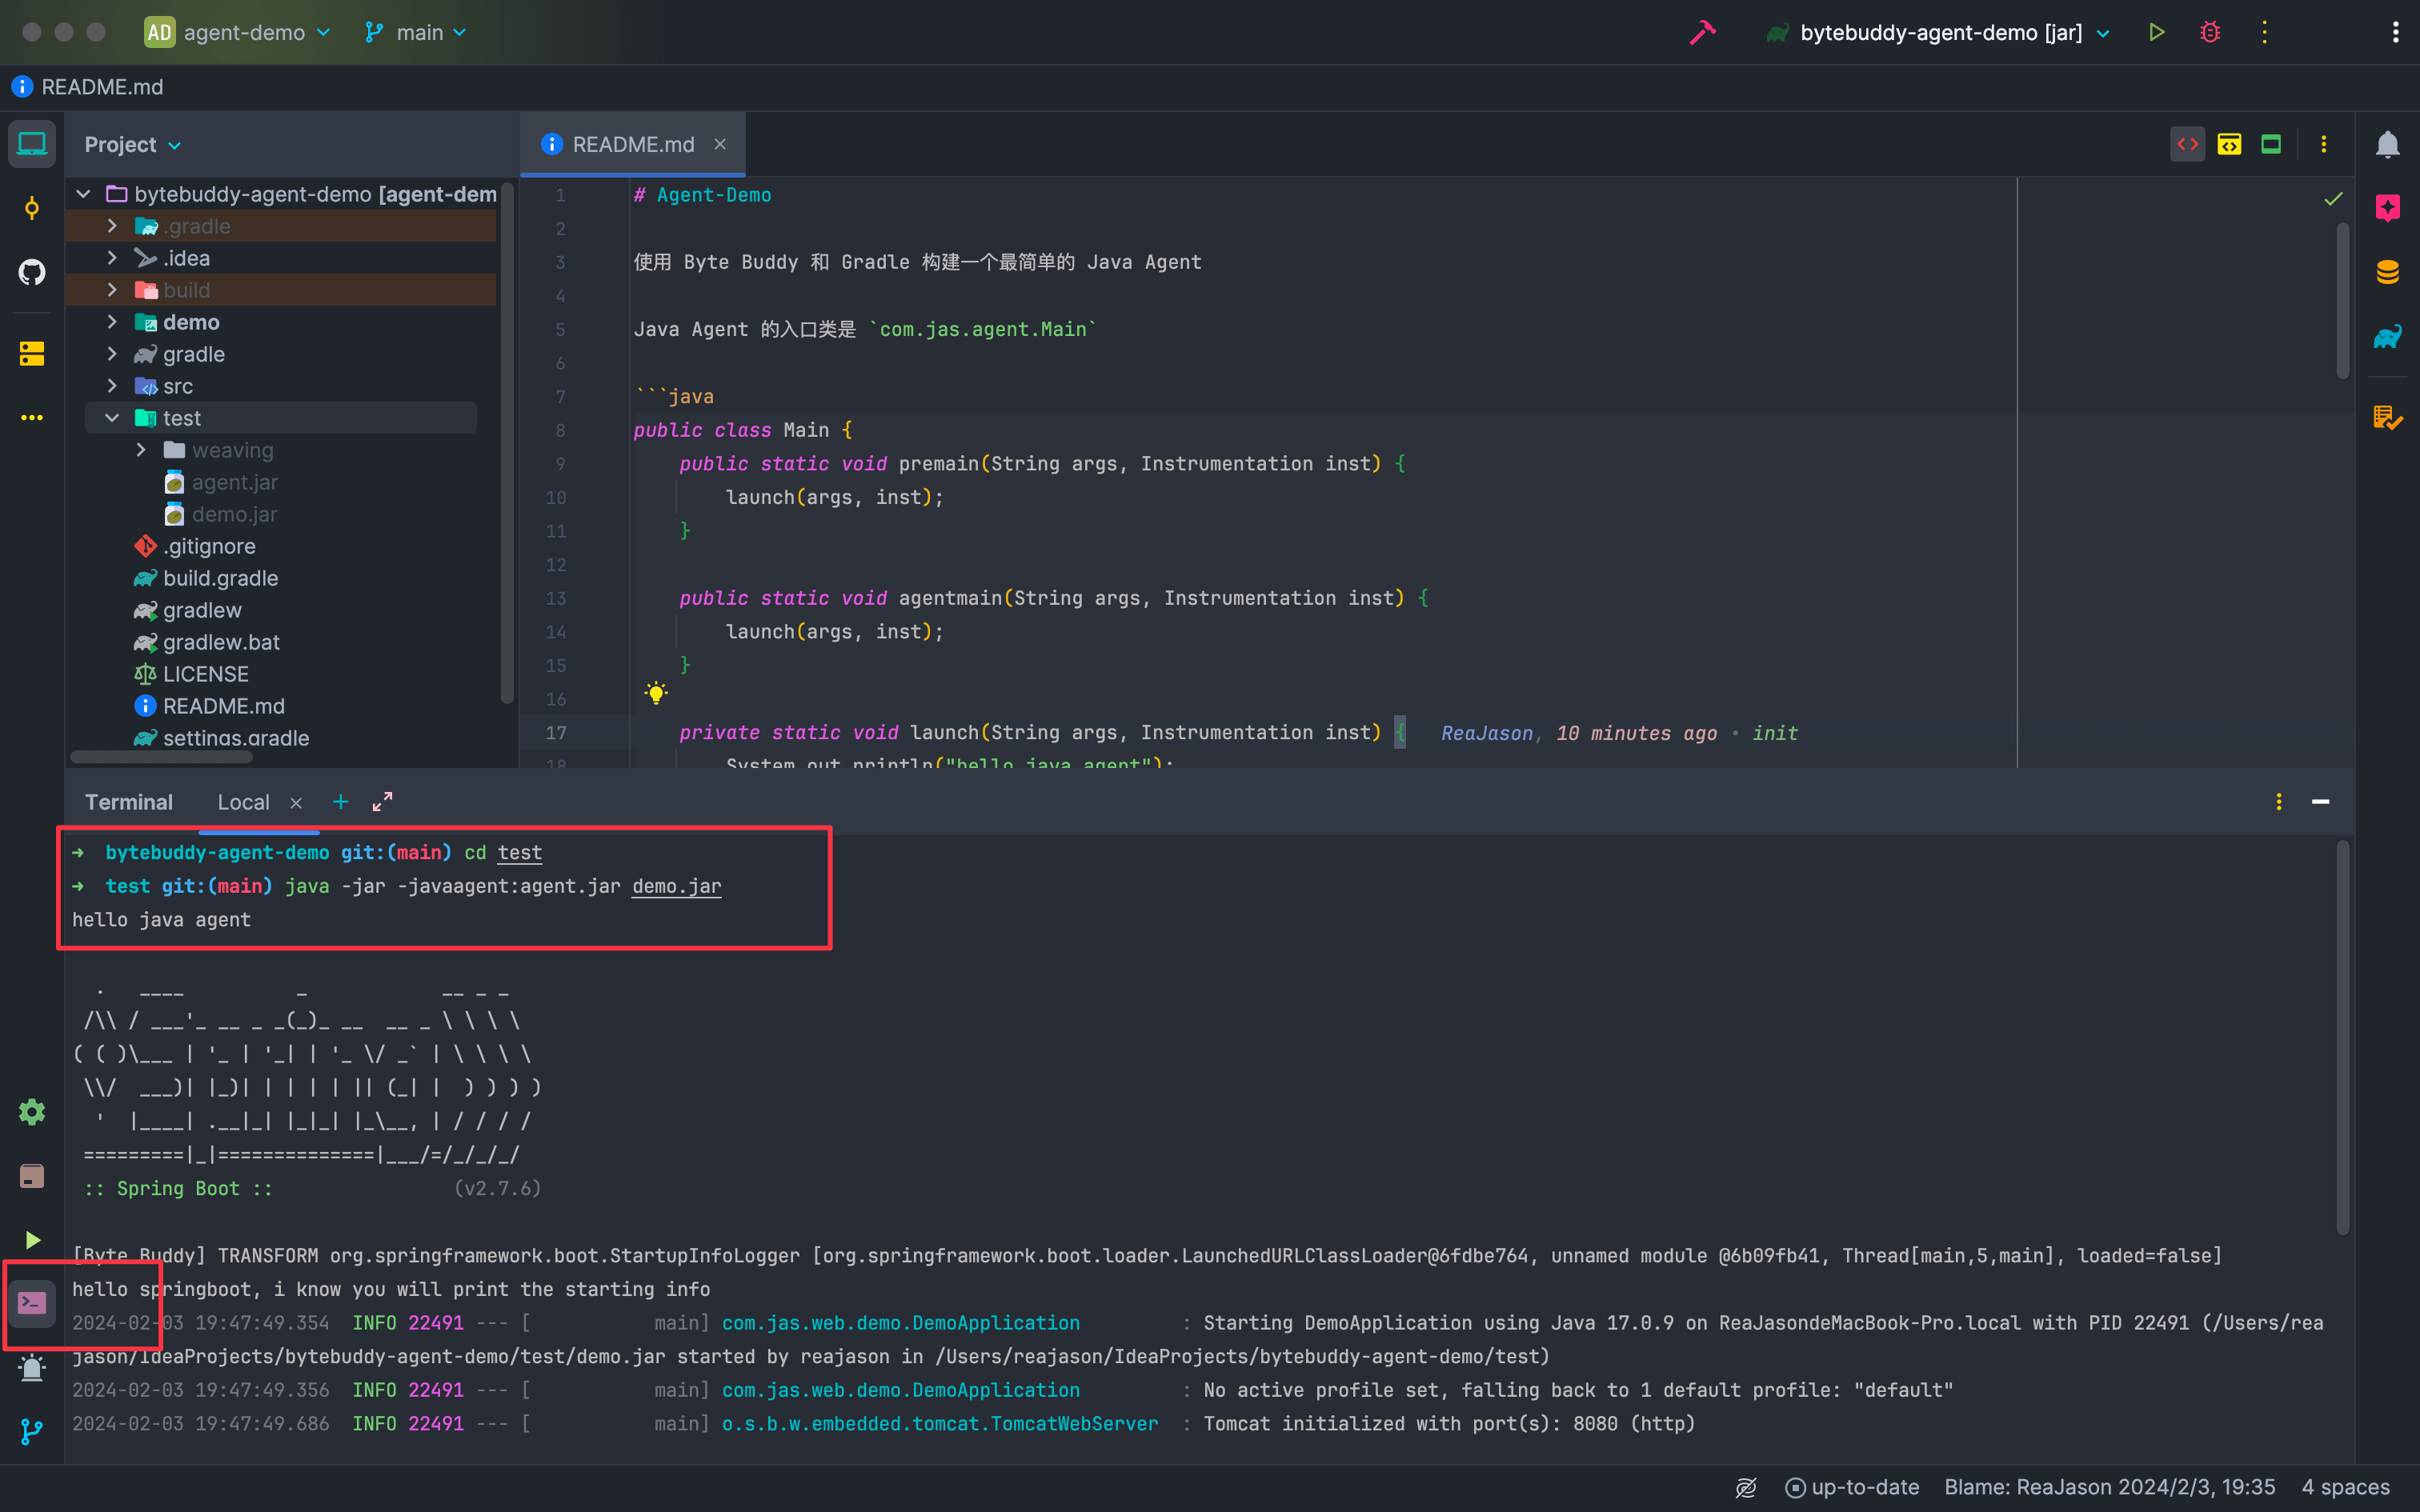 AD agent-demo main bytebuddy-agent-demo [jar]
README.md
Project
README.md
bytebuddy-agent-demo [agent-dem
.gradle
.idea
build
demo
gradle
src
test
weaving
agent.jar
demo.jar
.gitignore
build.gradle
gradlew
gradlew.bat
LICENSE
README.md
settings.gradle
1 # Agent-Demo
2
3 使用 Byte Buddy 和 Gradle 构建一个最简单的 Java Agent
4
5 Java Agent 的入口类是 `com.jas.agent.Main`
6
7 ```java
8 public class Main {
9 public static void premain(String args, Instrumentation inst) {
10 launch(args, inst);
11 }
12
13 public static void agentmain(String args, Instrumentation inst) {
14 launch(args, inst);
15 }
16
17 private static void launch(String args, Instrumentation inst) { ReaJason, 10 minutes ago · init
18 System.out.println("hello java agent");
Terminal Local
➜ bytebuddy-agent-demo git:(main) cd test
➜ test git:(main) java -jar -javaagent:agent.jar demo.jar
hello java agent
  .   ____          _            __ _ _
 /\\ / ___'_ __ _ _(_)_ __  __ _ \ \ \ \
( ( )\___ | '_ | '_| | '_ \/ _` | \ \ \ \
 \\/  ___)| |_)| | | | | || (_| |  ) ) ) )
  '  |____| .__|_| |_|_| |_\__, | / / / /
 =========|_|==============|___/=/_/_/_/
 :: Spring Boot ::                (v2.7.6)
[Byte Buddy] TRANSFORM org.springframework.boot.StartupInfoLogger [org.springframework.boot.loader.LaunchedURLClassLoader@6fdbe764, unnamed module @6b09fb41, Thread[main,5,main], loaded=false]
hello springboot, i know you will print the starting info
2024-02-03 19:47:49.354  INFO 22491 --- [           main] com.jas.web.demo.DemoApplication         : Starting DemoApplication using Java 17.0.9 on ReaJasondeMacBook-Pro.local with PID 22491 (/Users/rea
jason/IdeaProjects/bytebuddy-agent-demo/test/demo.jar started by reajason in /Users/reajason/IdeaProjects/bytebuddy-agent-demo/test)
2024-02-03 19:47:49.356  INFO 22491 --- [           main] com.jas.web.demo.DemoApplication         : No active profile set, falling back to 1 default profile: "default"
2024-02-03 19:47:49.686  INFO 22491 --- [           main] o.s.b.w.embedded.tomcat.TomcatWebServer  : Tomcat initialized with port(s): 8080 (http)
up-to-date Blame: ReaJason 2024/2/3, 19:35 4 spaces